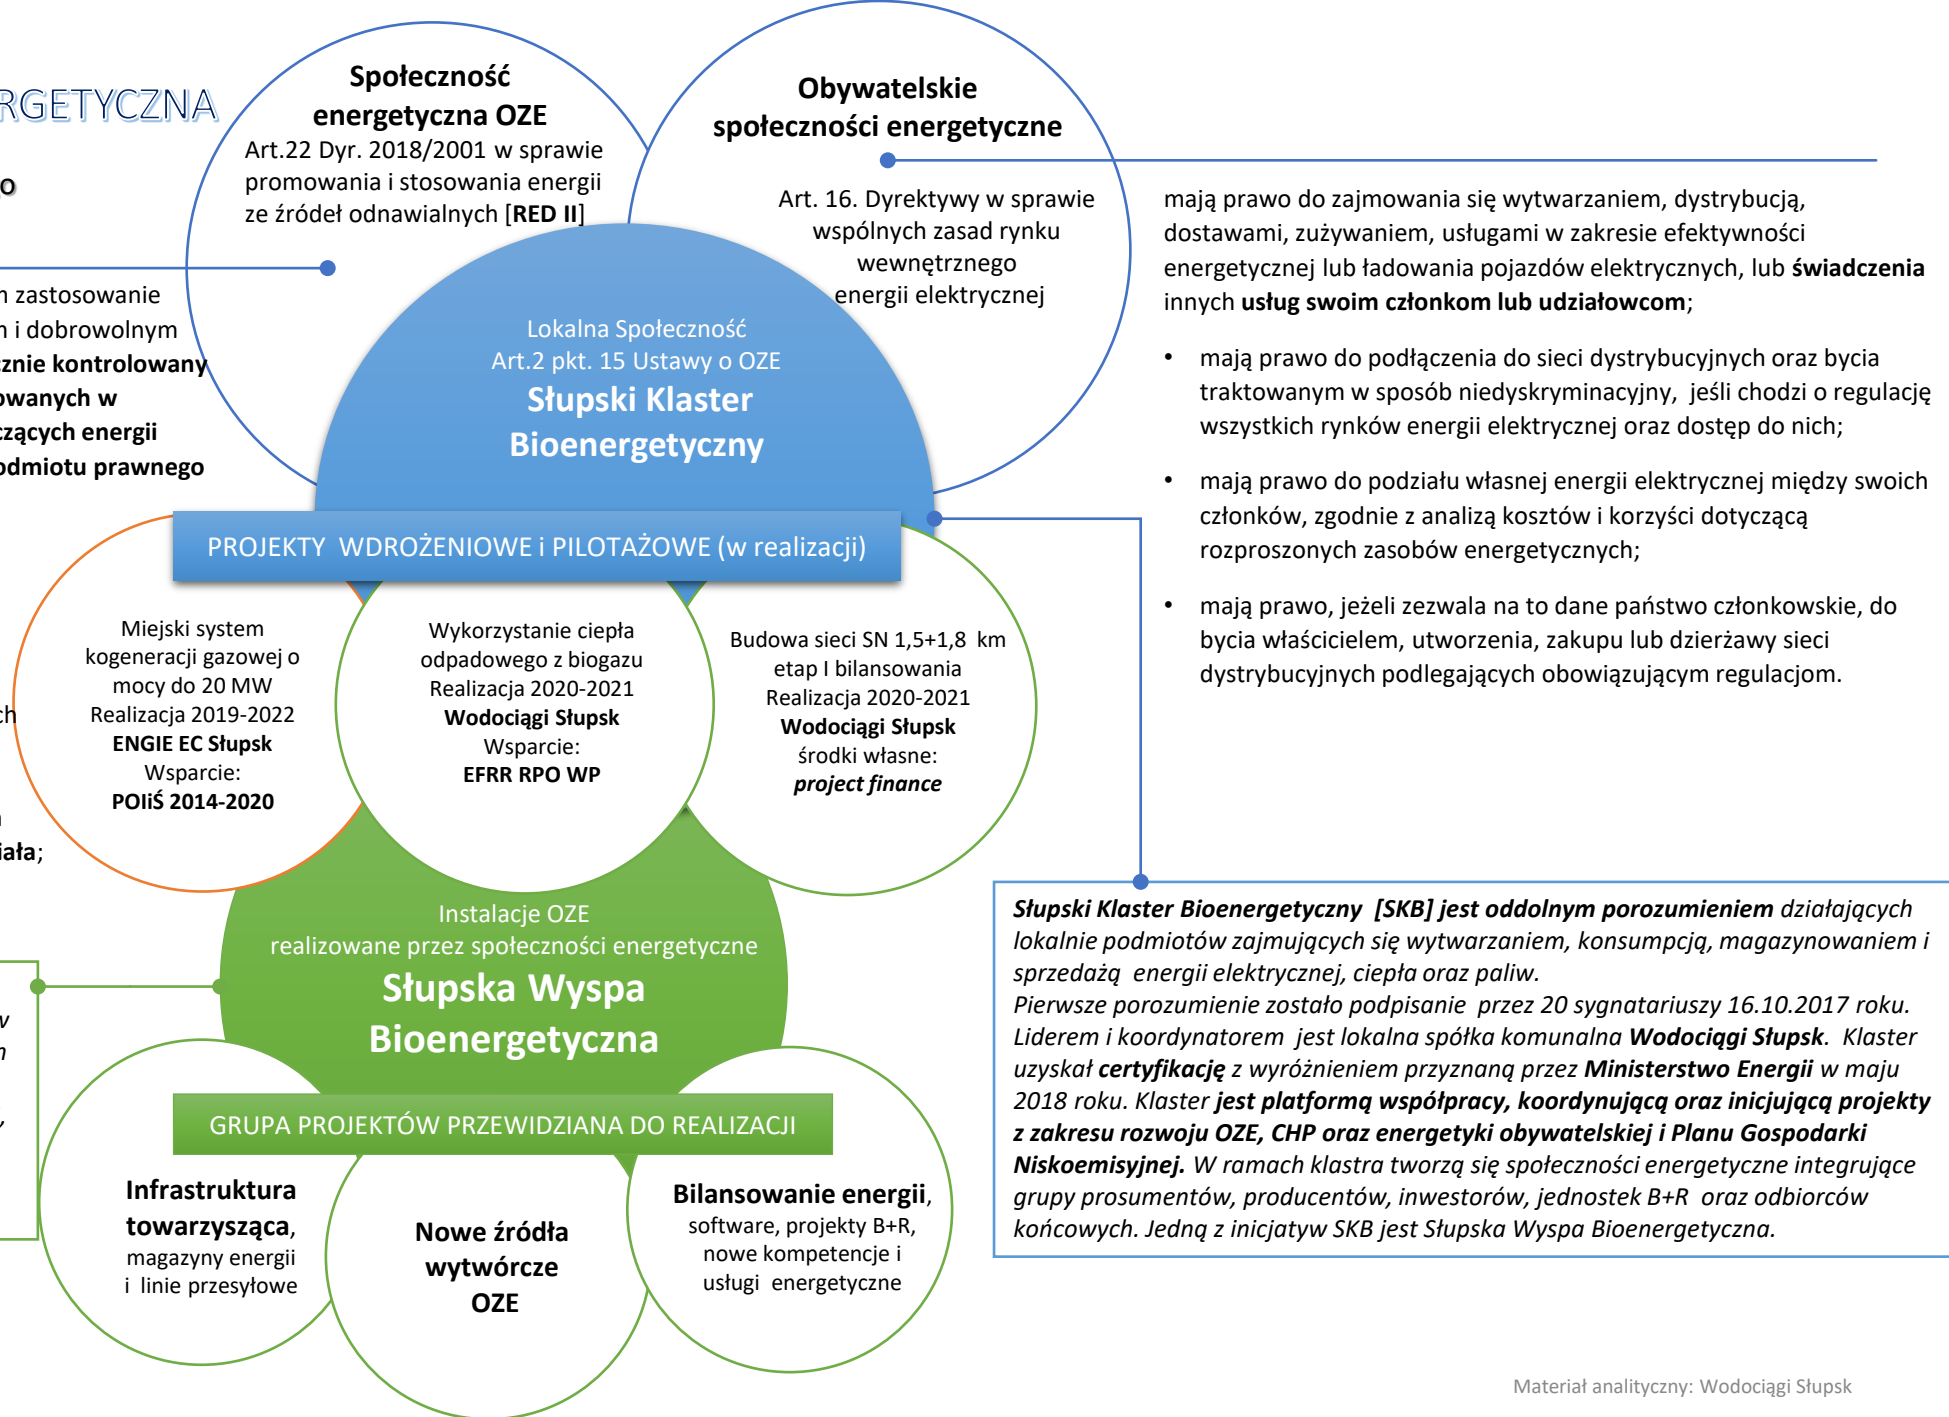 RGETYCZNA
Społeczność
energetyczna OZE
Art.22 Dyr. 2018/2001 w sprawie
promowania i stosowania energii
ze źródeł odnawialnych [RED II]
Obywatelskie
społeczności energetyczne
Art. 16. Dyrektywy w sprawie
wspólnych zasad rynku
wewnętrznego
energii elektrycznej
zastosowanie
i dobrowolnym
cznie kontrolowany
owanych w
czących energii
odmiotu prawnego
ch
iała;
w
Lokalna Społeczność
Art.2 pkt. 15 Ustawy o OZE
Słupski Klaster
Bioenergetyczny
PROJEKTY WDROŻENIOWE i PILOTAŻOWE (w realizacji)
Miejski system
kogeneracji gazowej o
mocy do 20 MW
Realizacja 2019-2022
ENGIE EC Słupsk
Wsparcie:
POIiŚ 2014-2020
Wykorzystanie ciepła
odpadowego z biogazu
Realizacja 2020-2021
Wodociągi Słupsk
Wsparcie:
EFRR RPO WP
Budowa sieci SN 1,5+1,8 km
etap I bilansowania
Realizacja 2020-2021
Wodociągi Słupsk
środki własne:
project finance
Instalacje OZE
realizowane przez społeczności energetyczne
Słupska Wyspa
Bioenergetyczna
GRUPA PROJEKTÓW PRZEWIDZIANA DO REALIZACJI
Infrastruktura
towarzysząca,
magazyny energii
i linie przesyłowe
Nowe źródła
wytwórcze
OZE
Bilansowanie energii,
software, projekty B+R,
nowe kompetencje i
usługi energetyczne
mają prawo do zajmowania się wytwarzaniem, dystrybucją,
dostawami, zużywaniem, usługami w zakresie efektywności
energetycznej lub ładowania pojazdów elektrycznych, lub świadczenia
innych usług swoim członkom lub udziałowcom;
• mają prawo do podłączenia do sieci dystrybucyjnych oraz bycia
traktowanym w sposób niedyskryminacyjny, jeśli chodzi o regulację
wszystkich rynków energii elektrycznej oraz dostęp do nich;
• mają prawo do podziału własnej energii elektrycznej między swoich
członków, zgodnie z analizą kosztów i korzyści dotyczącą
rozproszonych zasobów energetycznych;
• mają prawo, jeżeli zezwala na to dane państwo członkowskie, do
bycia właścicielem, utworzenia, zakupu lub dzierżawy sieci
dystrybucyjnych podlegających obowiązującym regulacjom.
Słupski Klaster Bioenergetyczny [SKB] jest oddolnym porozumieniem działających
lokalnie podmiotów zajmujących się wytwarzaniem, konsumpcją, magazynowaniem i
sprzedażą energii elektrycznej, ciepła oraz paliw.
Pierwsze porozumienie zostało podpisanie przez 20 sygnatariuszy 16.10.2017 roku.
Liderem i koordynatorem jest lokalna spółka komunalna Wodociągi Słupsk. Klaster
uzyskał certyfikację z wyróżnieniem przyznaną przez Ministerstwo Energii w maju
2018 roku. Klaster jest platformą współpracy, koordynującą oraz inicjującą projekty
z zakresu rozwoju OZE, CHP oraz energetyki obywatelskiej i Planu Gospodarki
Niskoemisyjnej. W ramach klastra tworzą się społeczności energetyczne integrujące
grupy prosumentów, producentów, inwestorów, jednostek B+R oraz odbiorców
końcowych. Jedną z inicjatyw SKB jest Słupska Wyspa Bioenergetyczna.
Materiał analityczny: Wodociągi Słupsk